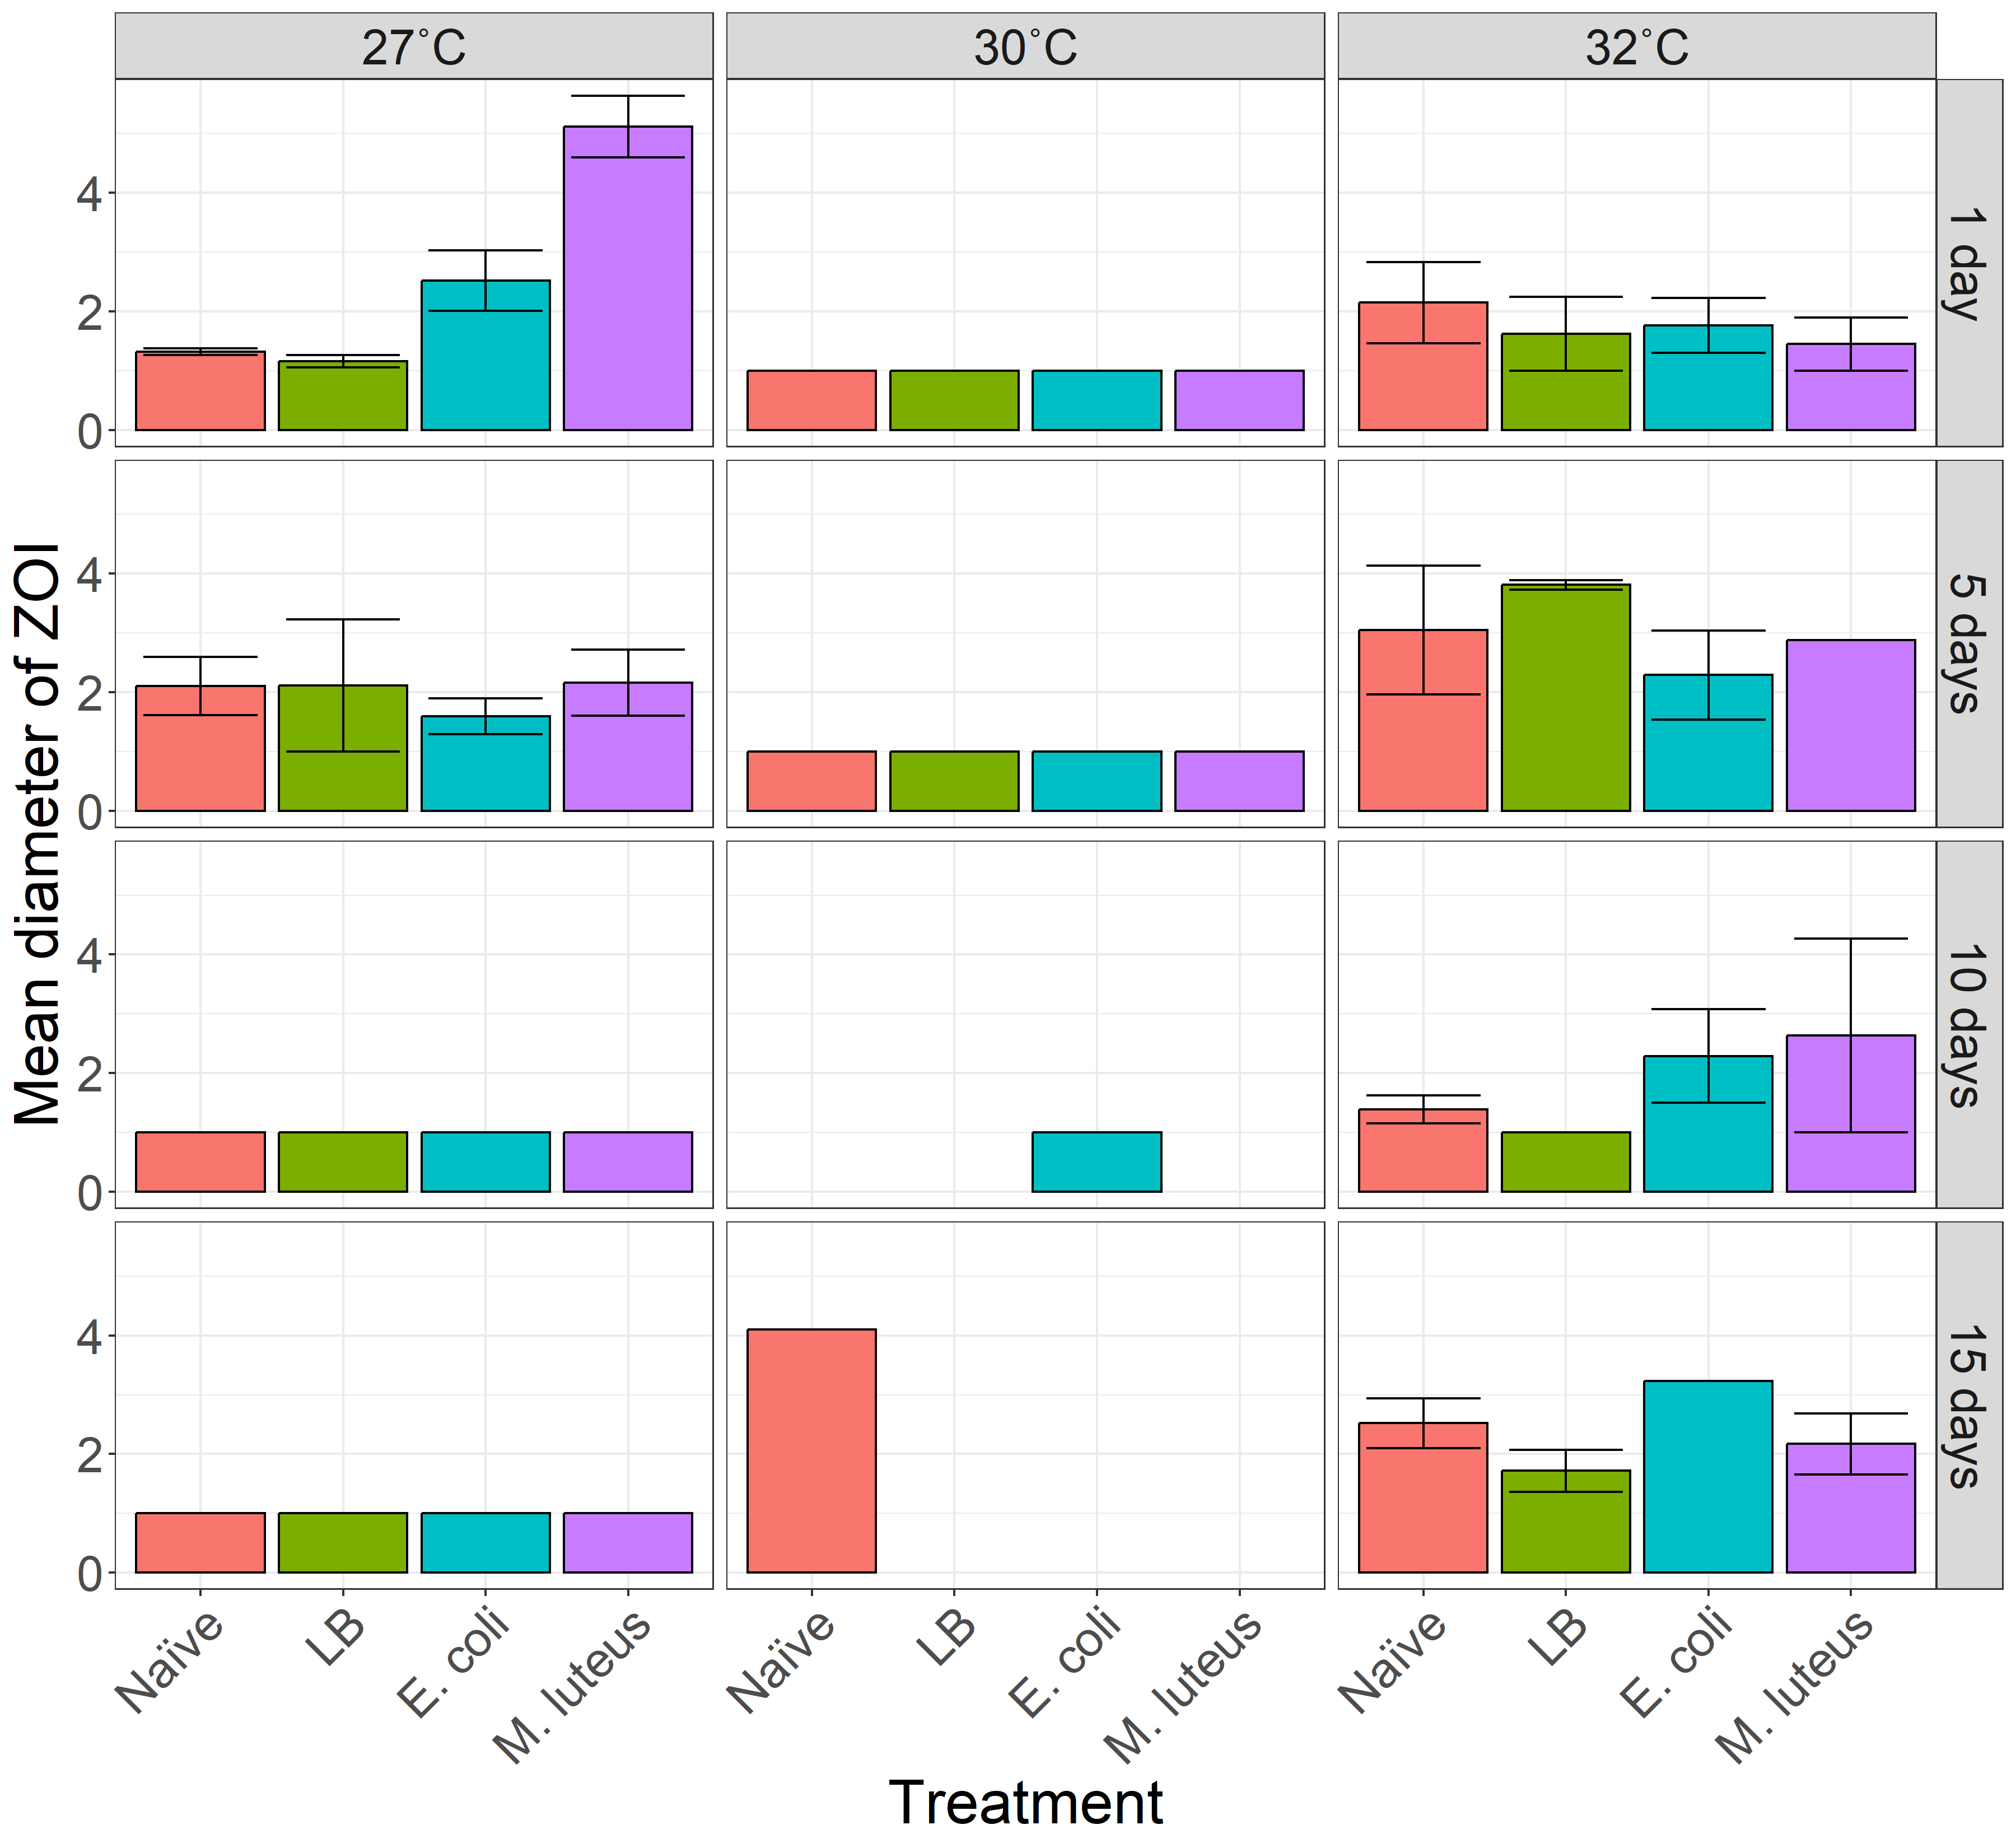 27°C
30°C
32°C
1 day
5 days
10 days
15 days
Mean diameter of ZOI
4
2
0
4
2
0
4
2
0
4
2
0
Naïve
LB
E. coli
M. luteus
Naïve
LB
E. coli
M. luteus
Naïve
LB
E. coli
M. luteus
Treatment